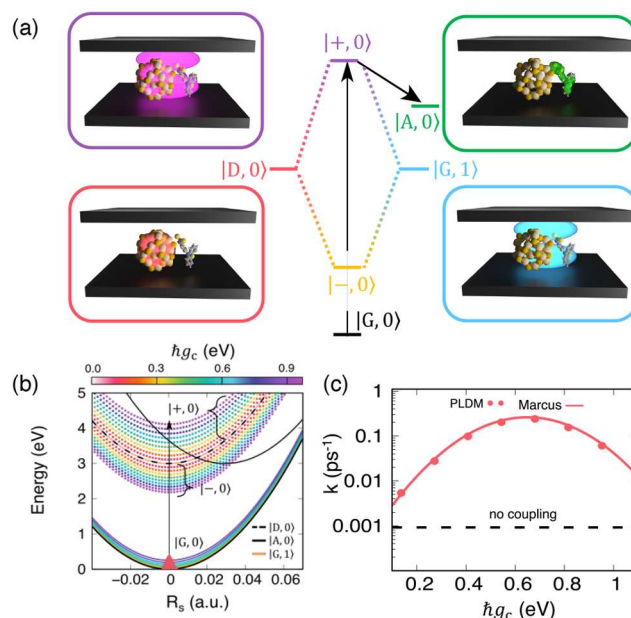 (a)
|+, 0⟩
|A, 0⟩
|D, 0⟩
|G, 1⟩
|−, 0⟩
|G, 0⟩
(b)
ℏg_c (eV)
0.0 0.3 0.6 0.9
5
4
3
2
1
0
Energy (eV)
|+, 0⟩
|−, 0⟩
|G, 0⟩
|D, 0⟩
|A, 0⟩
|G, 1⟩
−0.02 0 0.02 0.04 0.06
R_s (a.u.)
(c)
PLDM Marcus
1
0.1
0.01
0.001
k (ps⁻¹)
no coupling
0.2 0.4 0.6 0.8 1
ℏg_c (eV)